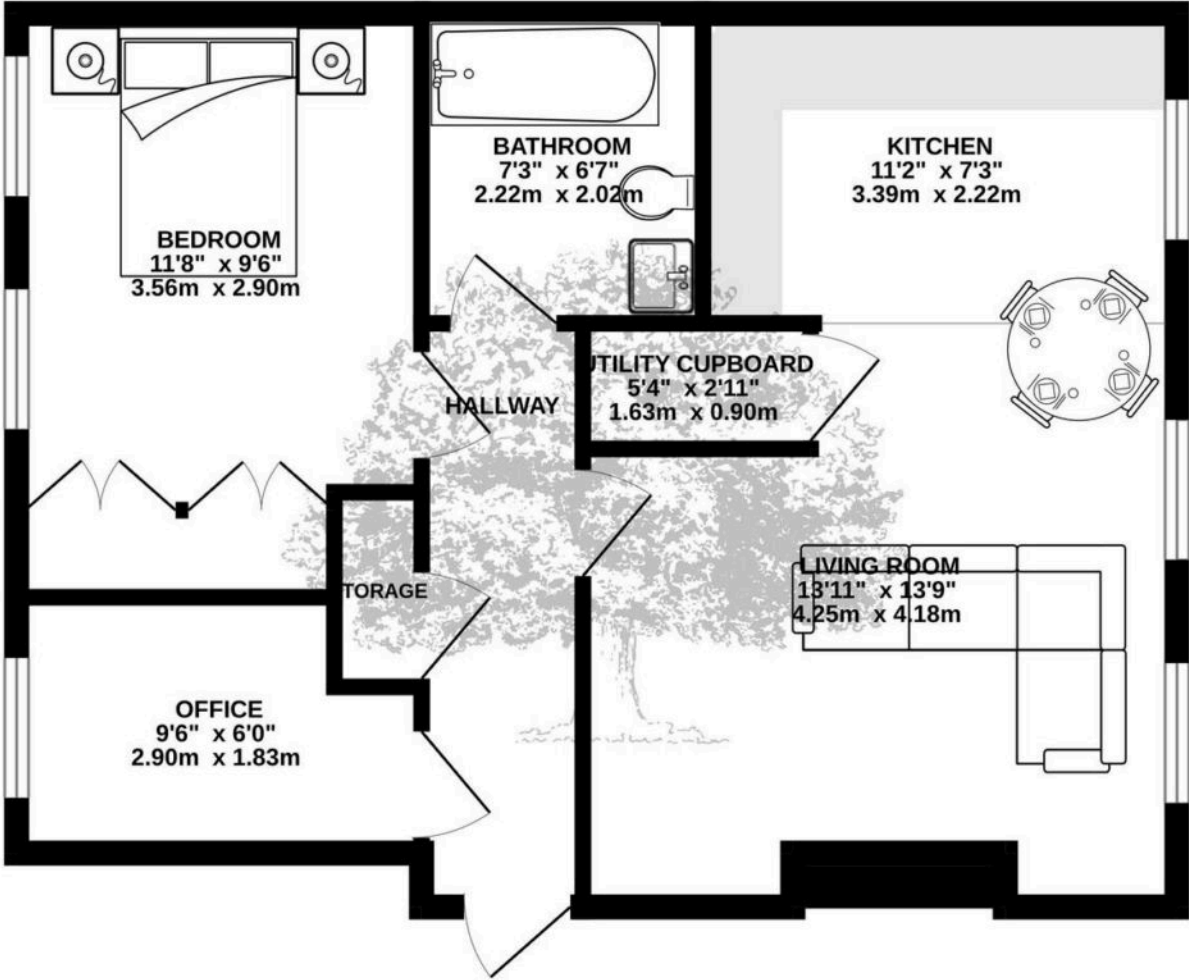 BATHROOM
7'3" x 6'7"
2.22m x 2.02m
KITCHEN
11'2" x 7'3"
3.39m x 2.22m
BEDROOM
11'8" x 9'6"
3.56m x 2.90m
UTILITY CUPBOARD
5'4" x 2'11"
1.63m x 0.90m
HALLWAY
LIVING ROOM
13'11" x 13'9"
4.25m x 4.18m
TORAGE
OFFICE
9'6" x 6'0"
2.90m x 1.83m